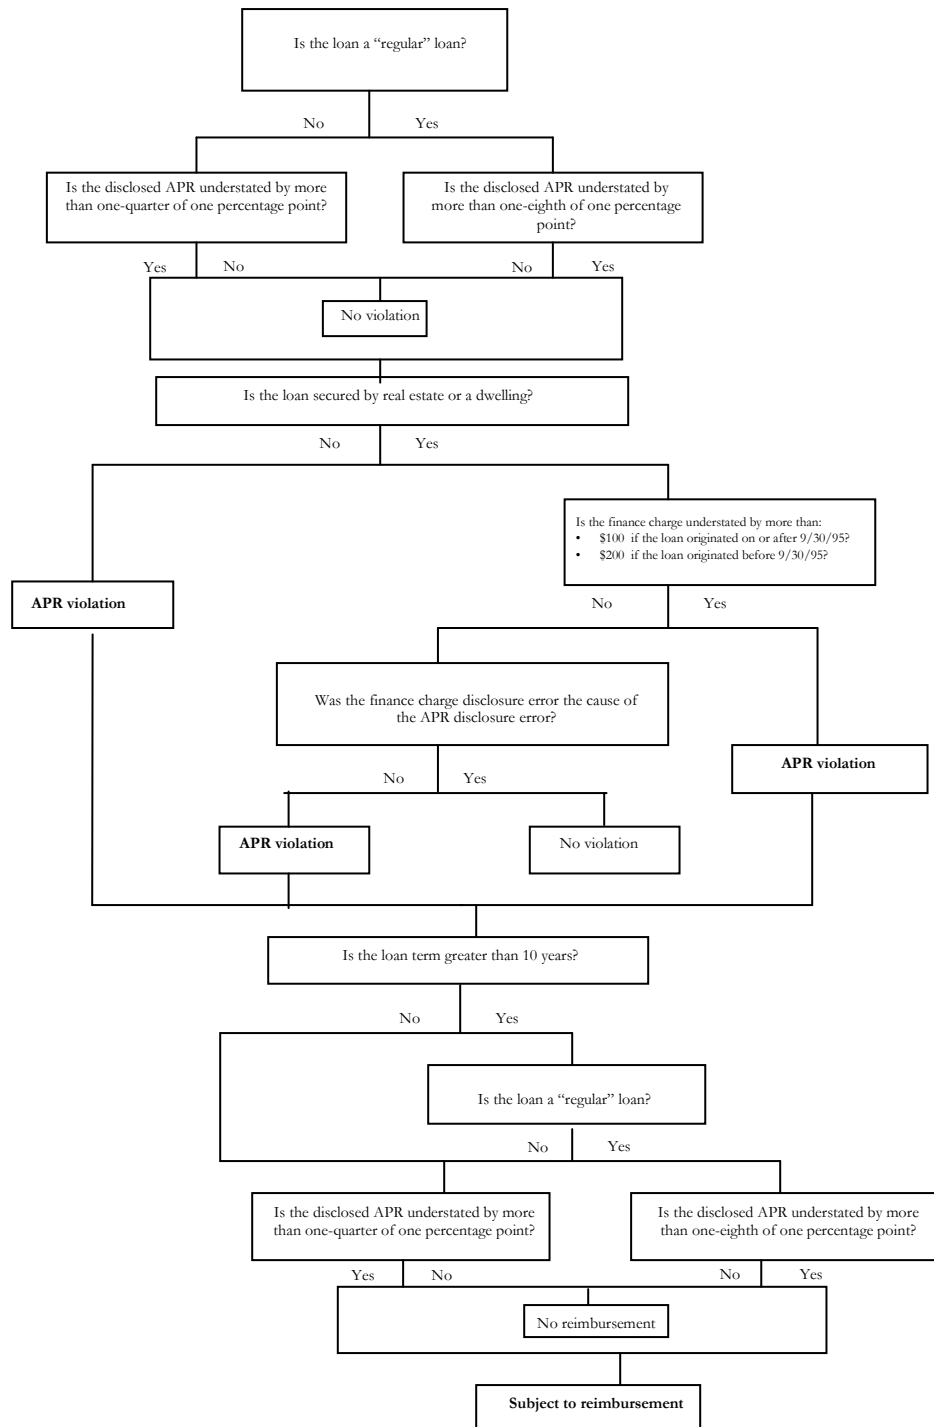 Is the loan a “regular” loan?
No Yes
Is the disclosed APR understated by more
than one-quarter of one percentage point?
Is the disclosed APR understated by
more than one-eighth of one percentage
point?
Yes No
No Yes
No violation
Is the loan secured by real estate or a dwelling?
No Yes
Is the finance charge understated by more than:
• $100 if the loan originated on or after 9/30/95?
• $200 if the loan originated before 9/30/95?
APR violation
No Yes
Was the finance charge disclosure error the cause of
the APR disclosure error?
APR violation
No Yes
APR violation
No violation
Is the loan term greater than 10 years?
No Yes
Is the loan a “regular” loan?
No Yes
Is the disclosed APR understated by more
than one-quarter of one percentage point?
Is the disclosed APR understated by more
than one-eighth of one percentage point?
Yes No
No Yes
No reimbursement
Subject to reimbursement